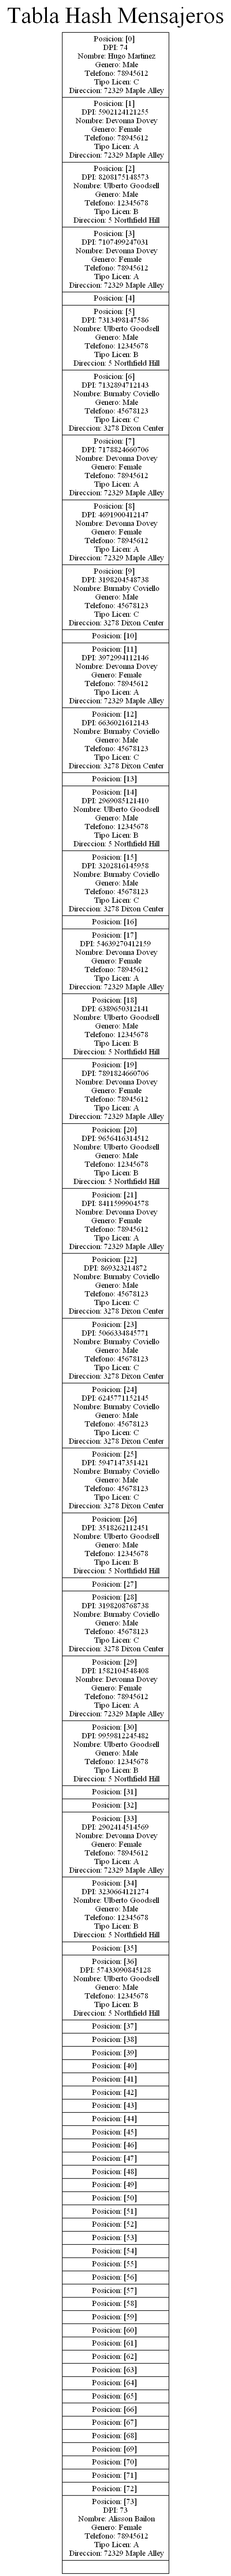 Tabla Hash Mensajeros
Posicion: [0]
DPI: 74
Nombre: Hugo Martinez
Genero: Male
Telefono: 78945612
Tipo Licen: C
Direccion: 72329 Maple Alley
Posicion: [1]
DPI: 5902124121255
Nombre: Devonna Dovey
Genero: Female
Telefono: 78945612
Tipo Licen: A
Direccion: 72329 Maple Alley
Posicion: [2]
DPI: 8208175148573
Nombre: Ulberto Goodsell
Genero: Male
Telefono: 12345678
Tipo Licen: B
Direccion: 5 Northfield Hill
Posicion: [3]
DPI: 7107499247031
Nombre: Devonna Dovey
Genero: Female
Telefono: 78945612
Tipo Licen: A
Direccion: 72329 Maple Alley
Posicion: [4]
Posicion: [5]
DPI: 7313498147586
Nombre: Ulberto Goodsell
Genero: Male
Telefono: 12345678
Tipo Licen: B
Direccion: 5 Northfield Hill
Posicion: [6]
DPI: 7132894712143
Nombre: Burnaby Coviello
Genero: Male
Telefono: 45678123
Tipo Licen: C
Direccion: 3278 Dixon Center
Posicion: [7]
DPI: 7178824660706
Nombre: Devonna Dovey
Genero: Female
Telefono: 78945612
Tipo Licen: A
Direccion: 72329 Maple Alley
Posicion: [8]
DPI: 4691900412147
Nombre: Devonna Dovey
Genero: Female
Telefono: 78945612
Tipo Licen: A
Direccion: 72329 Maple Alley
Posicion: [9]
DPI: 3198204548738
Nombre: Burnaby Coviello
Genero: Male
Telefono: 45678123
Tipo Licen: C
Direccion: 3278 Dixon Center
Posicion: [10]
Posicion: [11]
DPI: 3972994112146
Nombre: Devonna Dovey
Genero: Female
Telefono: 78945612
Tipo Licen: A
Direccion: 72329 Maple Alley
Posicion: [12]
DPI: 6636021612143
Nombre: Burnaby Coviello
Genero: Male
Telefono: 45678123
Tipo Licen: C
Direccion: 3278 Dixon Center
Posicion: [13]
Posicion: [14]
DPI: 2969085121410
Nombre: Ulberto Goodsell
Genero: Male
Telefono: 12345678
Tipo Licen: B
Direccion: 5 Northfield Hill
Posicion: [15]
DPI: 3202816145958
Nombre: Burnaby Coviello
Genero: Male
Telefono: 45678123
Tipo Licen: C
Direccion: 3278 Dixon Center
Posicion: [16]
Posicion: [17]
DPI: 54639270412159
Nombre: Devonna Dovey
Genero: Female
Telefono: 78945612
Tipo Licen: A
Direccion: 72329 Maple Alley
Posicion: [18]
DPI: 6389650312141
Nombre: Ulberto Goodsell
Genero: Male
Telefono: 12345678
Tipo Licen: B
Direccion: 5 Northfield Hill
Posicion: [19]
DPI: 7891824660706
Nombre: Devonna Dovey
Genero: Female
Telefono: 78945612
Tipo Licen: A
Direccion: 72329 Maple Alley
Posicion: [20]
DPI: 9656416314512
Nombre: Ulberto Goodsell
Genero: Male
Telefono: 12345678
Tipo Licen: B
Direccion: 5 Northfield Hill
Posicion: [21]
DPI: 8411599904578
Nombre: Devonna Dovey
Genero: Female
Telefono: 78945612
Tipo Licen: A
Direccion: 72329 Maple Alley
Posicion: [22]
DPI: 869323214872
Nombre: Burnaby Coviello
Genero: Male
Telefono: 45678123
Tipo Licen: C
Direccion: 3278 Dixon Center
Posicion: [23]
DPI: 5066334845771
Nombre: Burnaby Coviello
Genero: Male
Telefono: 45678123
Tipo Licen: C
Direccion: 3278 Dixon Center
Posicion: [24]
DPI: 6245771152145
Nombre: Burnaby Coviello
Genero: Male
Telefono: 45678123
Tipo Licen: C
Direccion: 3278 Dixon Center
Posicion: [25]
DPI: 5947147351421
Nombre: Burnaby Coviello
Genero: Male
Telefono: 45678123
Tipo Licen: C
Direccion: 3278 Dixon Center
Posicion: [26]
DPI: 3518262112451
Nombre: Ulberto Goodsell
Genero: Male
Telefono: 12345678
Tipo Licen: B
Direccion: 5 Northfield Hill
Posicion: [27]
Posicion: [28]
DPI: 3198208768738
Nombre: Burnaby Coviello
Genero: Male
Telefono: 45678123
Tipo Licen: C
Direccion: 3278 Dixon Center
Posicion: [29]
DPI: 1582104548408
Nombre: Devonna Dovey
Genero: Female
Telefono: 78945612
Tipo Licen: A
Direccion: 72329 Maple Alley
Posicion: [30]
DPI: 9959812245482
Nombre: Ulberto Goodsell
Genero: Male
Telefono: 12345678
Tipo Licen: B
Direccion: 5 Northfield Hill
Posicion: [31]
Posicion: [32]
Posicion: [33]
DPI: 2902414514569
Nombre: Devonna Dovey
Genero: Female
Telefono: 78945612
Tipo Licen: A
Direccion: 72329 Maple Alley
Posicion: [34]
DPI: 3230664121274
Nombre: Ulberto Goodsell
Genero: Male
Telefono: 12345678
Tipo Licen: B
Direccion: 5 Northfield Hill
Posicion: [35]
Posicion: [36]
DPI: 57433090845128
Nombre: Ulberto Goodsell
Genero: Male
Telefono: 12345678
Tipo Licen: B
Direccion: 5 Northfield Hill
Posicion: [37]
Posicion: [38]
Posicion: [39]
Posicion: [40]
Posicion: [41]
Posicion: [42]
Posicion: [43]
Posicion: [44]
Posicion: [45]
Posicion: [46]
Posicion: [47]
Posicion: [48]
Posicion: [49]
Posicion: [50]
Posicion: [51]
Posicion: [52]
Posicion: [53]
Posicion: [54]
Posicion: [55]
Posicion: [56]
Posicion: [57]
Posicion: [58]
Posicion: [59]
Posicion: [60]
Posicion: [61]
Posicion: [62]
Posicion: [63]
Posicion: [64]
Posicion: [65]
Posicion: [66]
Posicion: [67]
Posicion: [68]
Posicion: [69]
Posicion: [70]
Posicion: [71]
Posicion: [72]
Posicion: [73]
DPI: 73
Nombre: Alisson Bailon
Genero: Female
Telefono: 78945612
Tipo Licen: A
Direccion: 72329 Maple Alley